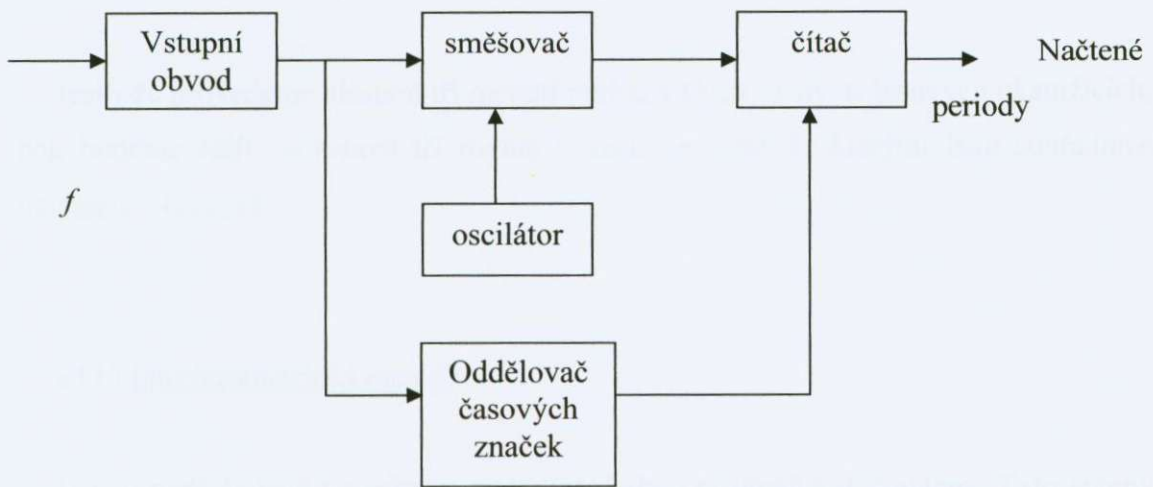 Vstupní
obvod
směšovač
čítač
Načtené
periody
f
oscilátor
Oddělovač
časových
značek